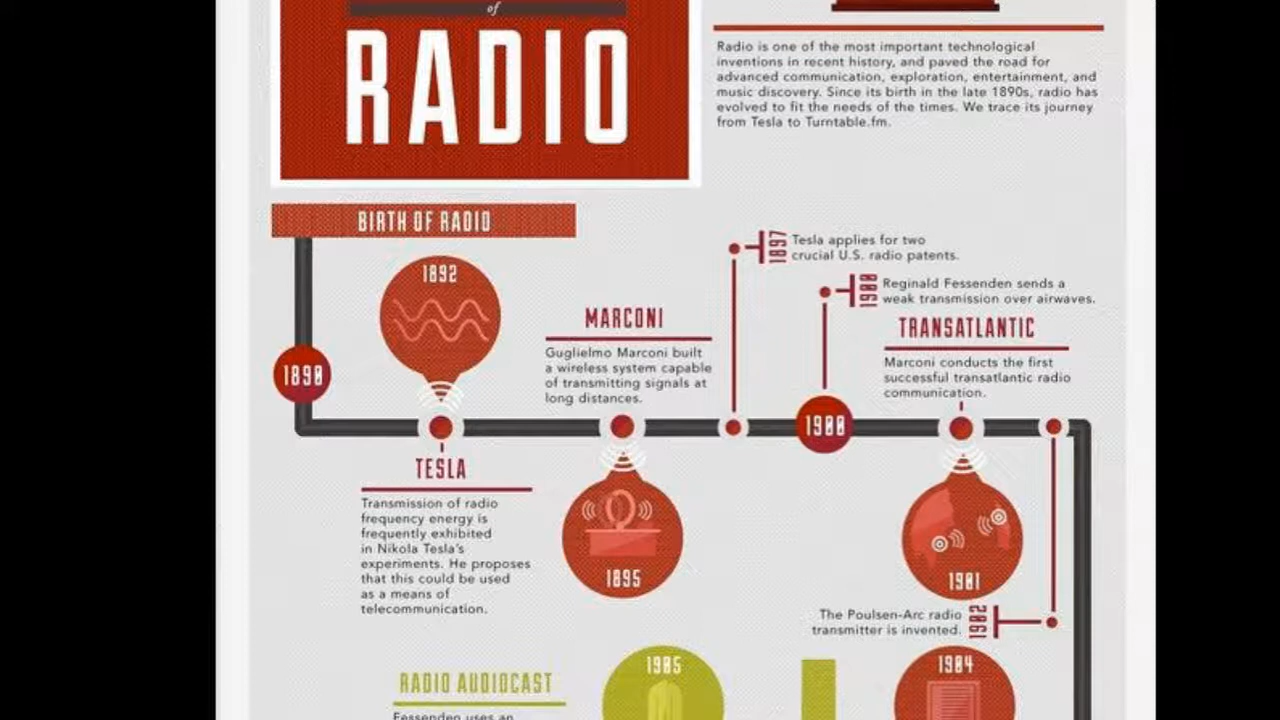 of
RADIO
Radio is one of the most important technological
inventions in recent history, and paved the road for
advanced communication, exploration, entertainment, and
music discovery. Since its birth in the late 1890s, radio has
evolved to fit the needs of the times. We trace its journey
from Tesla to Turntable.fm.
BIRTH OF RADIO
1890
1892
TESLA
Transmission of radio
frequency energy is
frequently exhibited
in Nikola Tesla's
experiments. He proposes
that this could be used
as a means of
telecommunication.
MARCONI
Guglielmo Marconi built
a wireless system capable
of transmitting signals at
long distances.
1895
1897
Tesla applies for two
crucial U.S. radio patents.
1900
1900
Reginald Fessenden sends a
weak transmission over airwaves.
TRANSATLANTIC
Marconi conducts the first
successful transatlantic radio
communication.
1901
1902
The Poulsen-Arc radio
transmitter is invented.
1904
1905
RADIO AUDIOCAST
Fessenden uses an